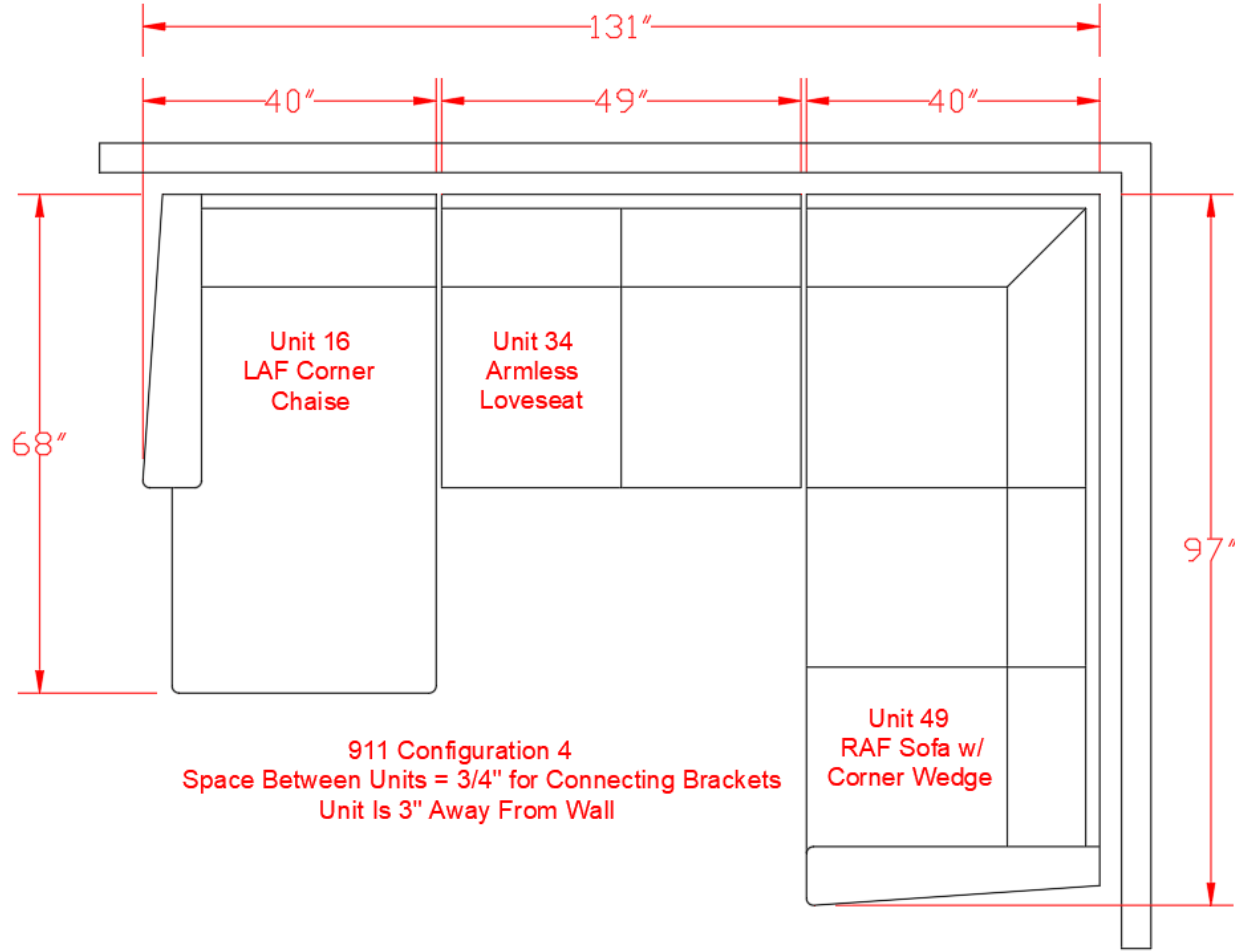 131"
40"
49"
40"
Unit 16
LAF Corner
Chaise
Unit 34
Armless
Loveseat
68"
97"
Unit 49
RAF Sofa w/
Corner Wedge
911 Configuration 4
Space Between Units = 3/4" for Connecting Brackets
Unit Is 3" Away From Wall